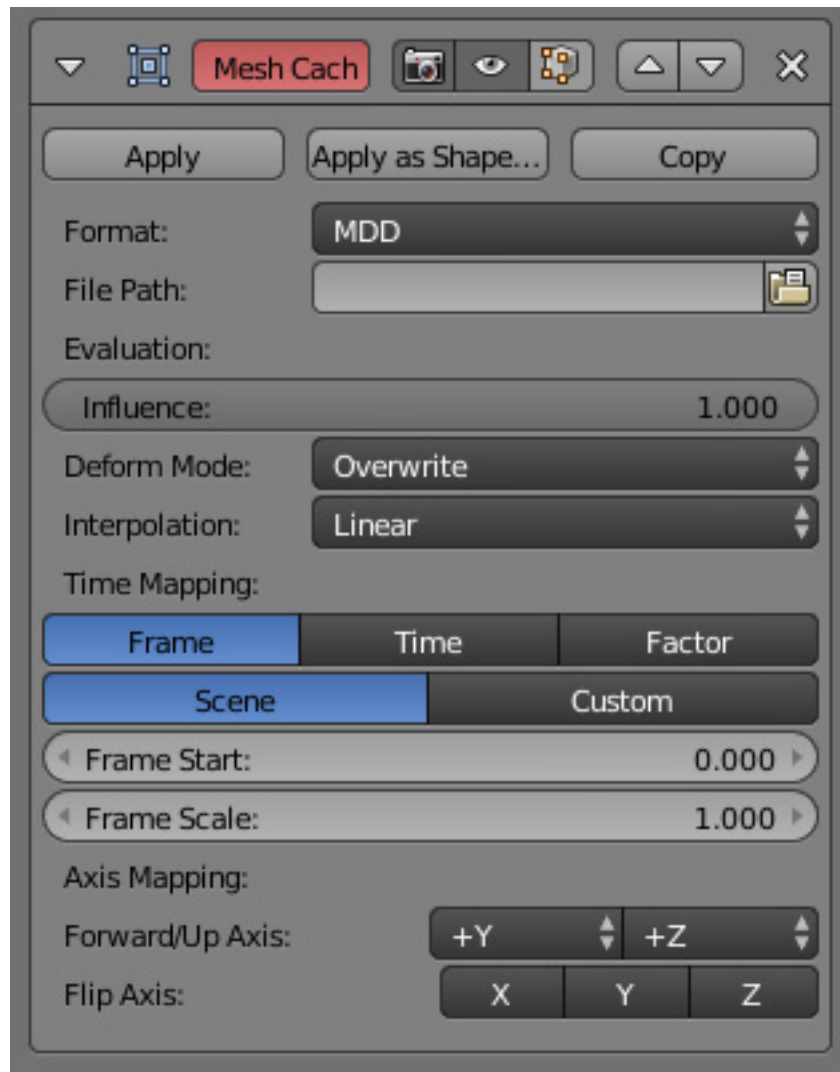 Mesh Cach
Apply Apply as Shape... Copy
Format: MDD
File Path:
Evaluation:
Influence: 1.000
Deform Mode: Overwrite
Interpolation: Linear
Time Mapping:
Frame Time Factor
Scene Custom
Frame Start: 0.000
Frame Scale: 1.000
Axis Mapping:
Forward/Up Axis: +Y +Z
Flip Axis: X Y Z